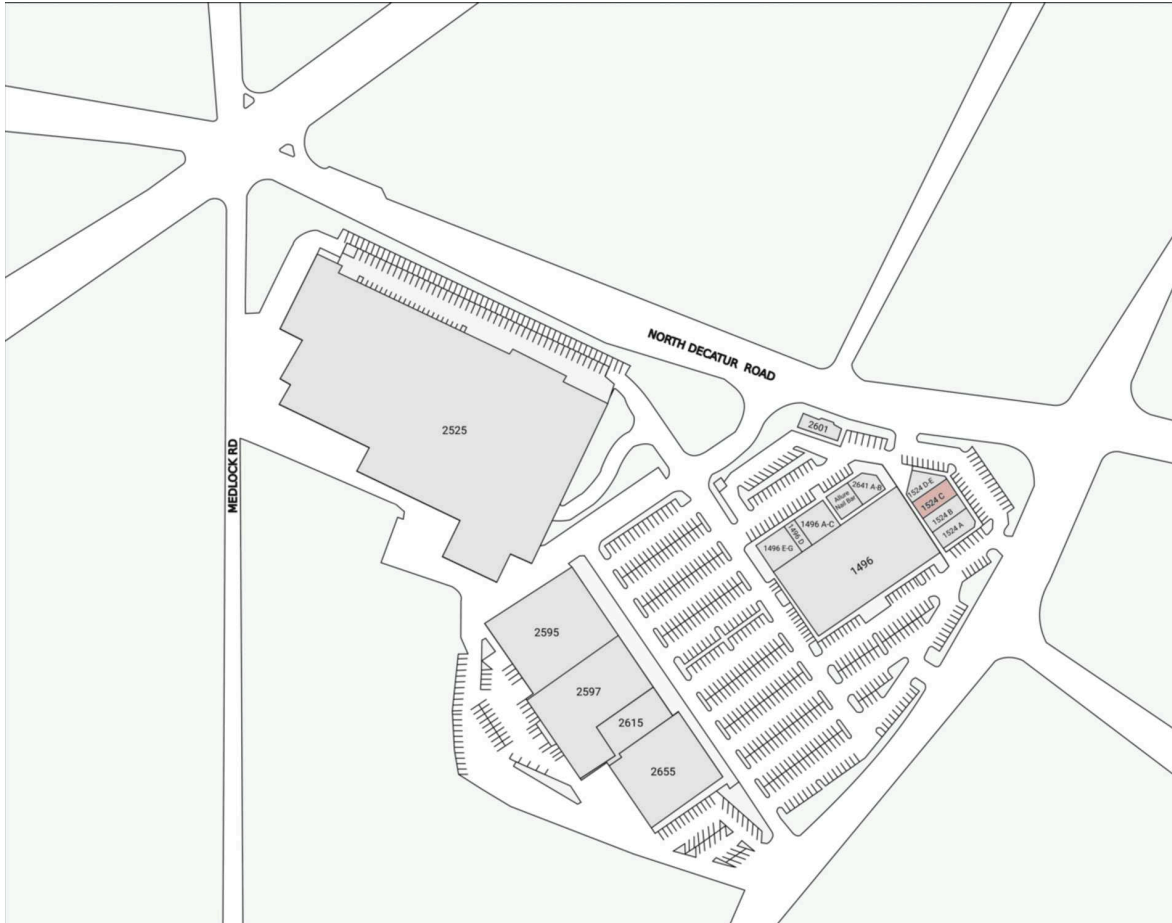 NORTH DECATUR ROAD
MEDLOCK RD
2525
2601
2641 A-B
Allure
Nail Bar
1496 A-C
1496 D
1496 E-G
1496
1524 D-E
1524 C
1524 B
1524 A
2595
2597
2615
2655